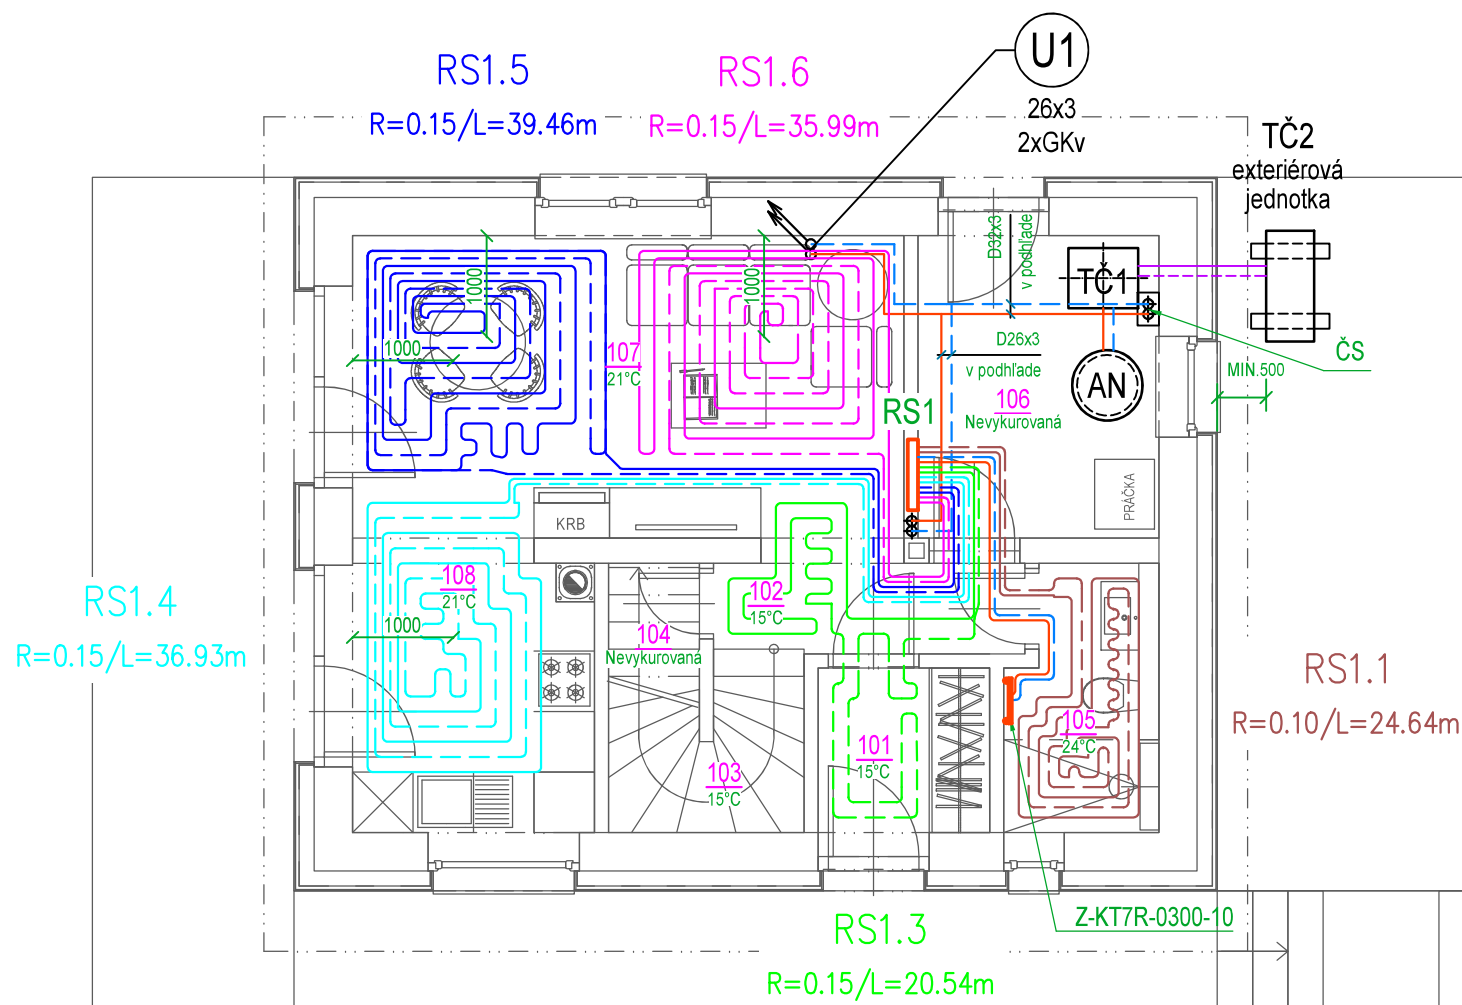 U1
26x3
2xGKv
RS1.5
R=0.15/L=39.46m
RS1.6
R=0.15/L=35.99m
TČ2
exteriérová
jednotka
D32x3
v podhľade
TČ1
1000
1000
1000
107
21°C
D26x3
v podhľade
ČS
MIN.500
AN
RS1
106
Nevykurovaná
PRÁČKA
KRB
RS1.4
R=0.15/L=36.93m
108
21°C
1000
102
15°C
104
Nevykurovaná
RS1.1
R=0.10/L=24.64m
105
24°C
101
15°C
103
15°C
Z-KT7R-0300-10
RS1.3
R=0.15/L=20.54m